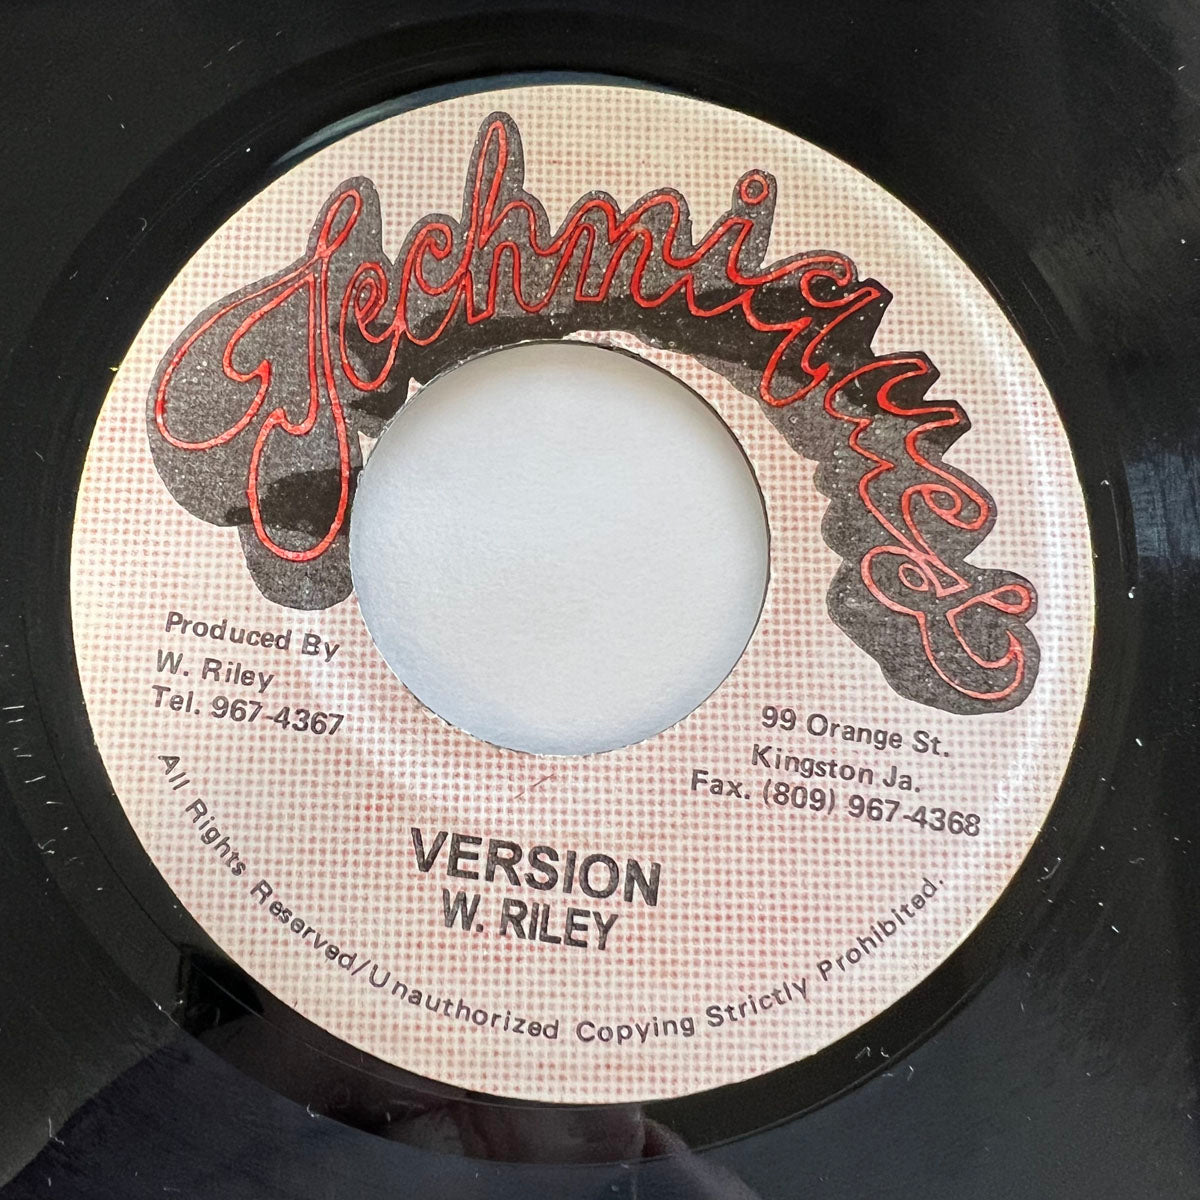 Techniques
Produced By
W. Riley
Tel. 967-4367
99 Orange St.
Kingston Ja.
Fax. (809) 967-4368
VERSION
W. RILEY
All Rights Reserved/Unauthorized Copying Strictly Prohibited.